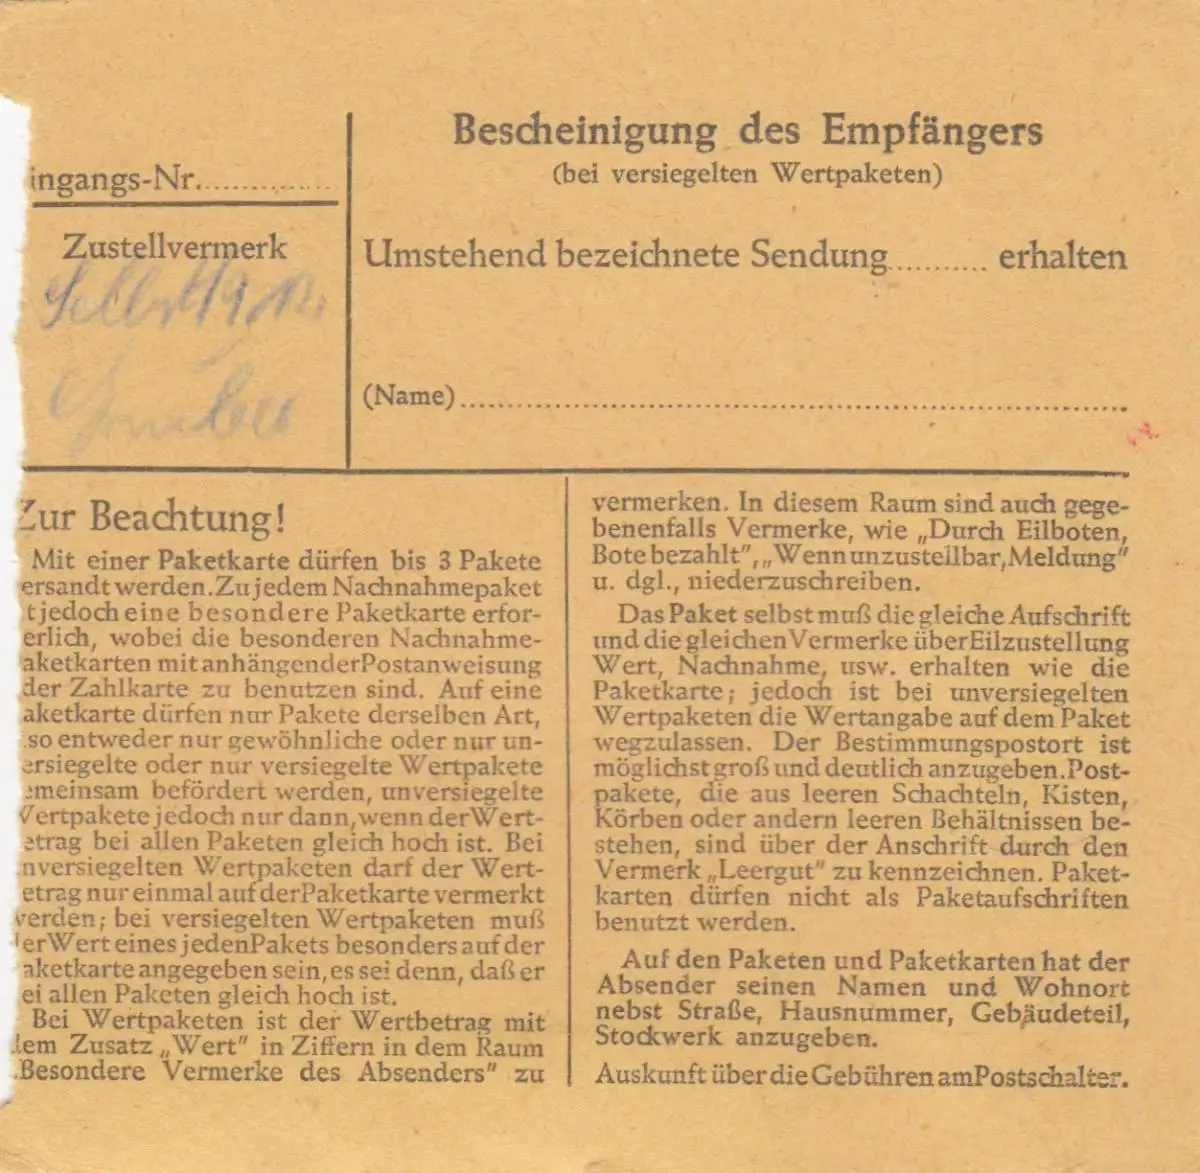 ingangs-Nr.
Zustellvermerk
Selbst 19/12.
Bescheinigung des Empfängers
(bei versiegelten Wertpaketen)
Umstehend bezeichnete Sendung erhalten
(Name)
Zur Beachtung!
Mit einer Paketkarte dürfen bis 3 Pakete
ersandt werden. Zu jedem Nachnahmepaket
t jedoch eine besondere Paketkarte erfor-
erlich, wobei die besonderen Nachnahme-
aketkarten mit anhängender Postanweisung
der Zahlkarte zu benutzen sind. Auf eine
aketkarte dürfen nur Pakete derselben Art,
so entweder nur gewöhnliche oder nur un-
ersiegelte oder nur versiegelte Wertpakete
emeinsam befördert werden, unversiegelte
Wertpakete jedoch nur dann, wenn der Wert-
etrag bei allen Paketen gleich hoch ist. Bei
nversiegelten Wertpaketen darf der Wert-
etrag nur einmal auf der Paketkarte vermerkt
werden; bei versiegelten Wertpaketen muß
er Wert eines jeden Pakets besonders auf der
aketkarte angegeben sein, es sei denn, daß er
ei allen Paketen gleich hoch ist.
Bei Wertpaketen ist der Wertbetrag mit
dem Zusatz „Wert" in Ziffern in dem Raum
„Besondere Vermerke des Absenders" zu
vermerken. In diesem Raum sind auch gege-
benenfalls Vermerke, wie „Durch Eilboten,
Bote bezahlt", „Wenn unzustellbar, Meldung"
u. dgl., niederzuschreiben.
Das Paket selbst muß die gleiche Aufschrift
und die gleichen Vermerke über Eilzustellung
Wert, Nachnahme, usw. erhalten wie die
Paketkarte; jedoch ist bei unversiegelten
Wertpaketen die Wertangabe auf dem Paket
wegzulassen. Der Bestimmungspostort ist
möglichst groß und deutlich anzugeben. Post-
pakete, die aus leeren Schachteln, Kisten,
Körben oder andern leeren Behältnissen be-
stehen, sind über der Anschrift durch den
Vermerk „Leergut" zu kennzeichnen. Paket-
karten dürfen nicht als Paketaufschriften
benutzt werden.
Auf den Paketen und Paketkarten hat der
Absender seinen Namen und Wohnort
nebst Straße, Hausnummer, Gebäudeteil,
Stockwerk anzugeben.
Auskunft über die Gebühren am Postschalter.